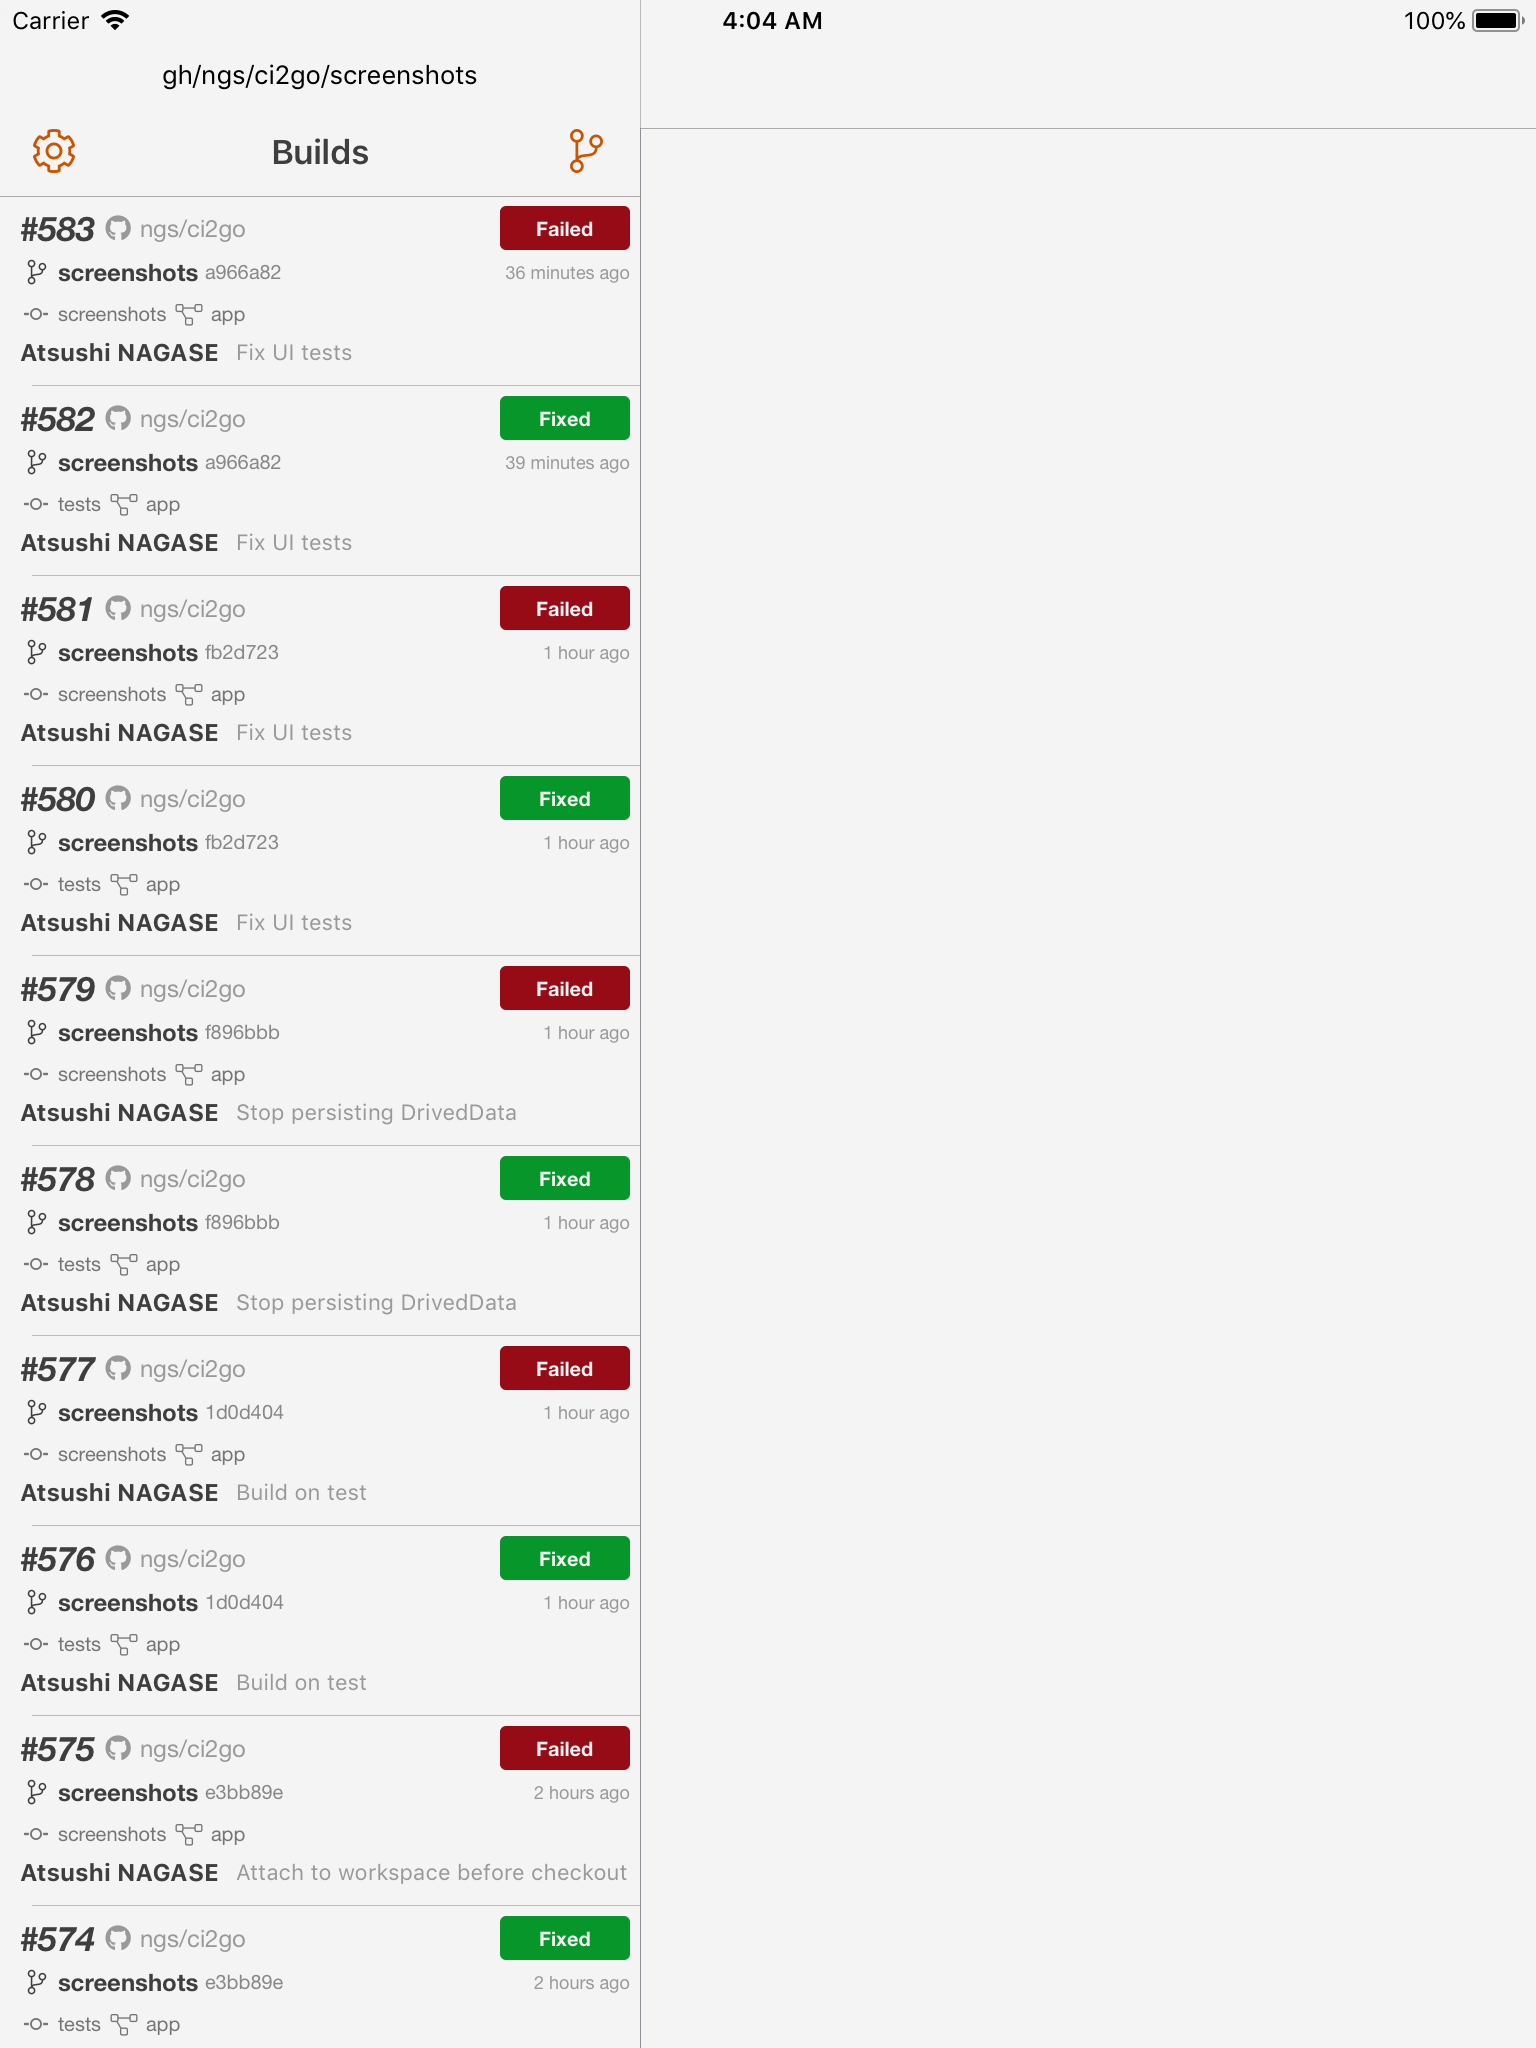 Carrier 4:04 AM 100%
gh/ngs/ci2go/screenshots
Builds
#583 ngs/ci2go Failed
screenshots a966a82 36 minutes ago
screenshots app
Atsushi NAGASE Fix UI tests
#582 ngs/ci2go Fixed
screenshots a966a82 39 minutes ago
tests app
Atsushi NAGASE Fix UI tests
#581 ngs/ci2go Failed
screenshots fb2d723 1 hour ago
screenshots app
Atsushi NAGASE Fix UI tests
#580 ngs/ci2go Fixed
screenshots fb2d723 1 hour ago
tests app
Atsushi NAGASE Fix UI tests
#579 ngs/ci2go Failed
screenshots f896bbb 1 hour ago
screenshots app
Atsushi NAGASE Stop persisting DrivedData
#578 ngs/ci2go Fixed
screenshots f896bbb 1 hour ago
tests app
Atsushi NAGASE Stop persisting DrivedData
#577 ngs/ci2go Failed
screenshots 1d0d404 1 hour ago
screenshots app
Atsushi NAGASE Build on test
#576 ngs/ci2go Fixed
screenshots 1d0d404 1 hour ago
tests app
Atsushi NAGASE Build on test
#575 ngs/ci2go Failed
screenshots e3bb89e 2 hours ago
screenshots app
Atsushi NAGASE Attach to workspace before checkout
#574 ngs/ci2go Fixed
screenshots e3bb89e 2 hours ago
tests app